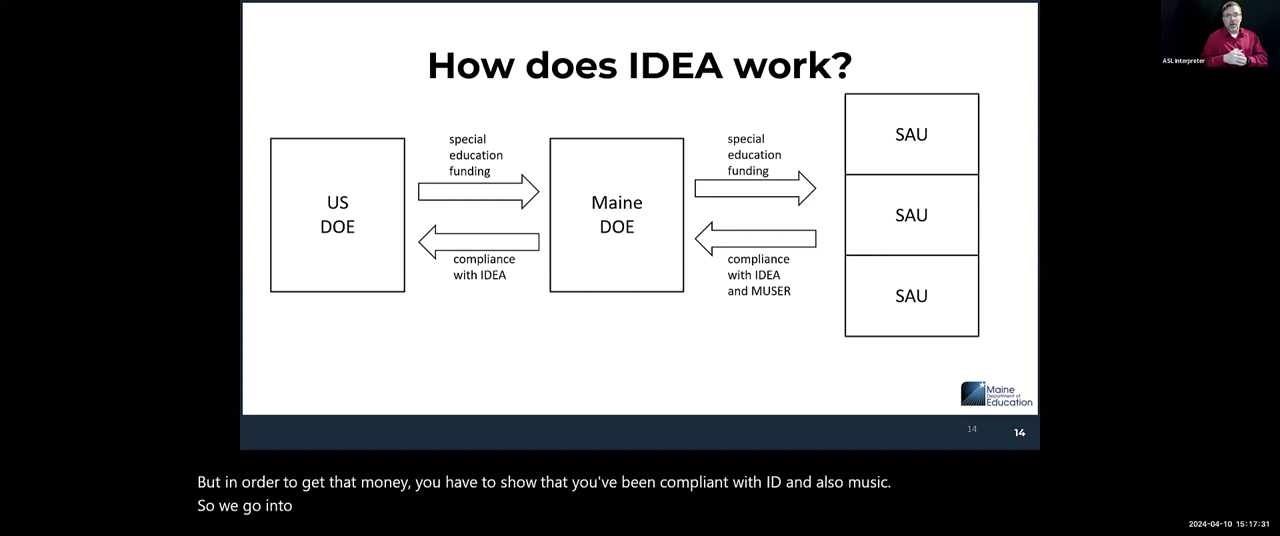 How does IDEA work?
US
DOE
special
education
funding
compliance
with IDEA
Maine
DOE
special
education
funding
compliance
with IDEA
and MUSER
SAU
SAU
SAU
Maine
Department of
Education
14
14
ASL Interpreter
But in order to get that money, you have to show that you've been compliant with ID and also music.
So we go into
2024-04-10 15:17:31